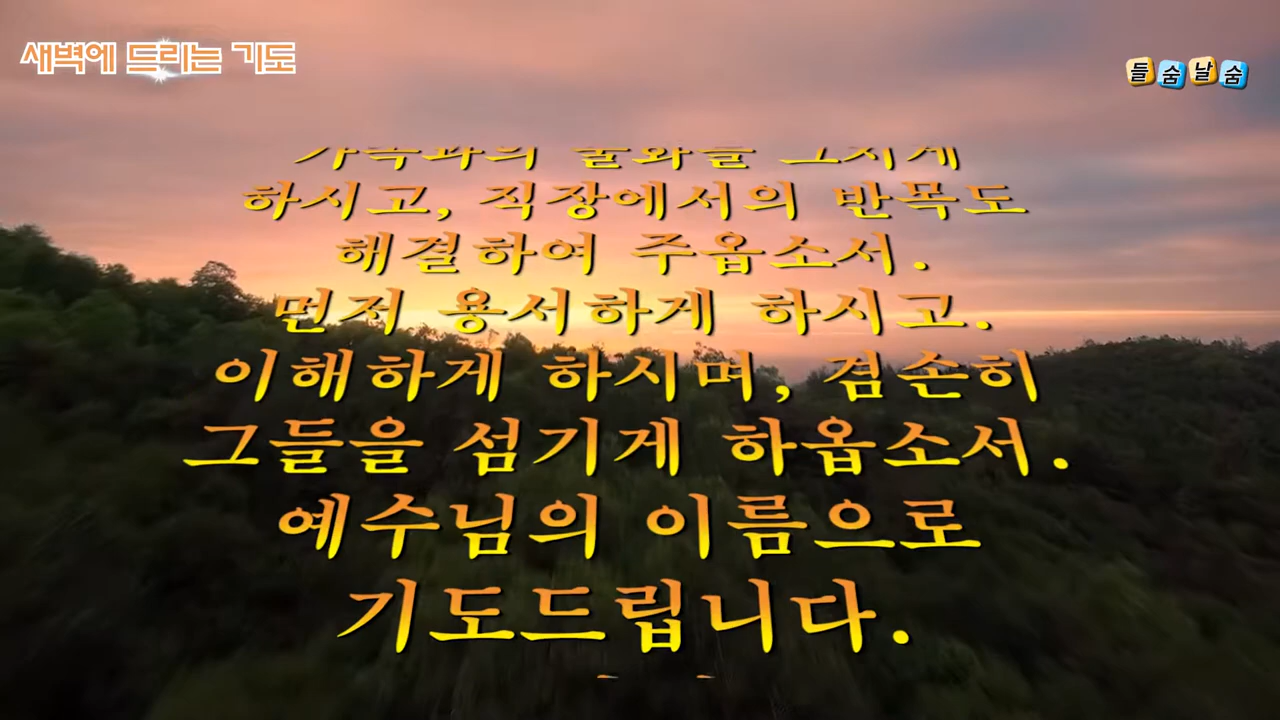 새벽에 드리는 기도
들숨날숨
하시고, 직장에서의 반목도
해결하여 주옵소서.
먼저 용서하게 하시고.
이해하게 하시며, 겸손히
그들을 섬기게 하옵소서.
예수님의 이름으로
기도드립니다.